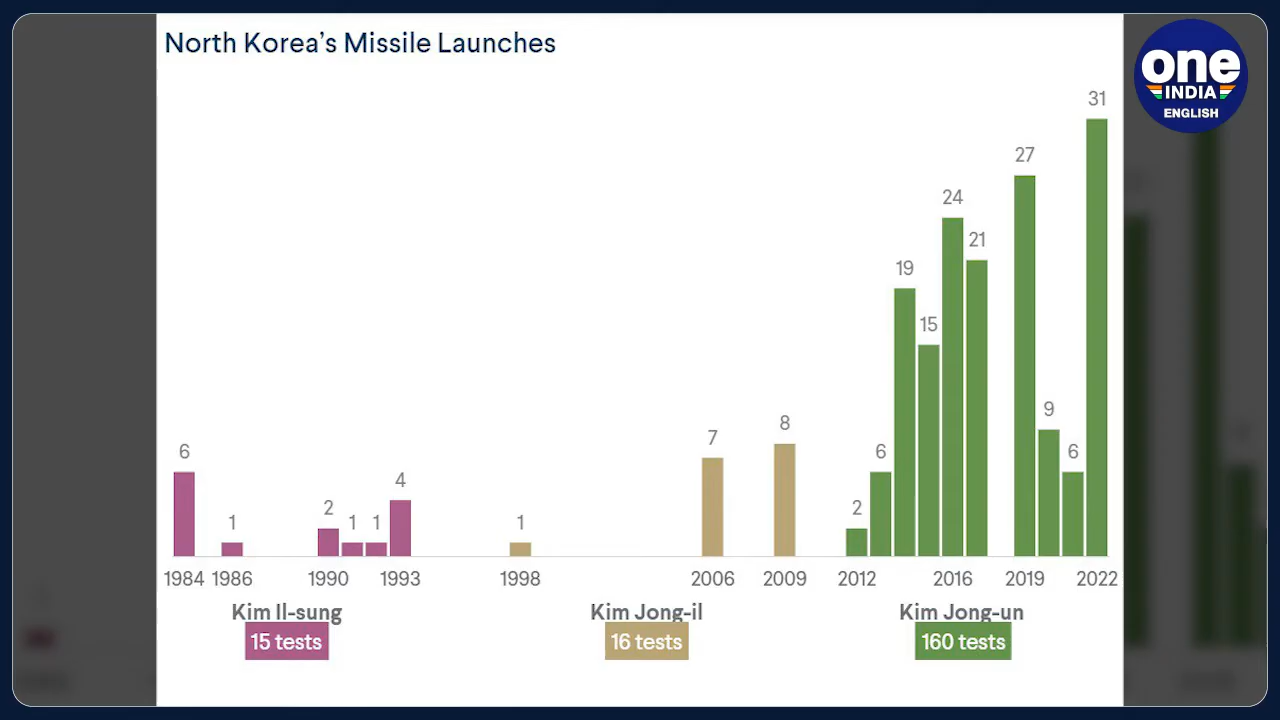 North Korea's Missile Launches
one
INDIA
ENGLISH
31
27
24
21
19
15
9
8
7
6
6
6
4
2
2
1
1
1
1
1984 1986 1990 1993 1998 2006 2009 2012 2016 2019 2022
Kim Il-sung Kim Jong-il Kim Jong-un
15 tests 16 tests 160 tests